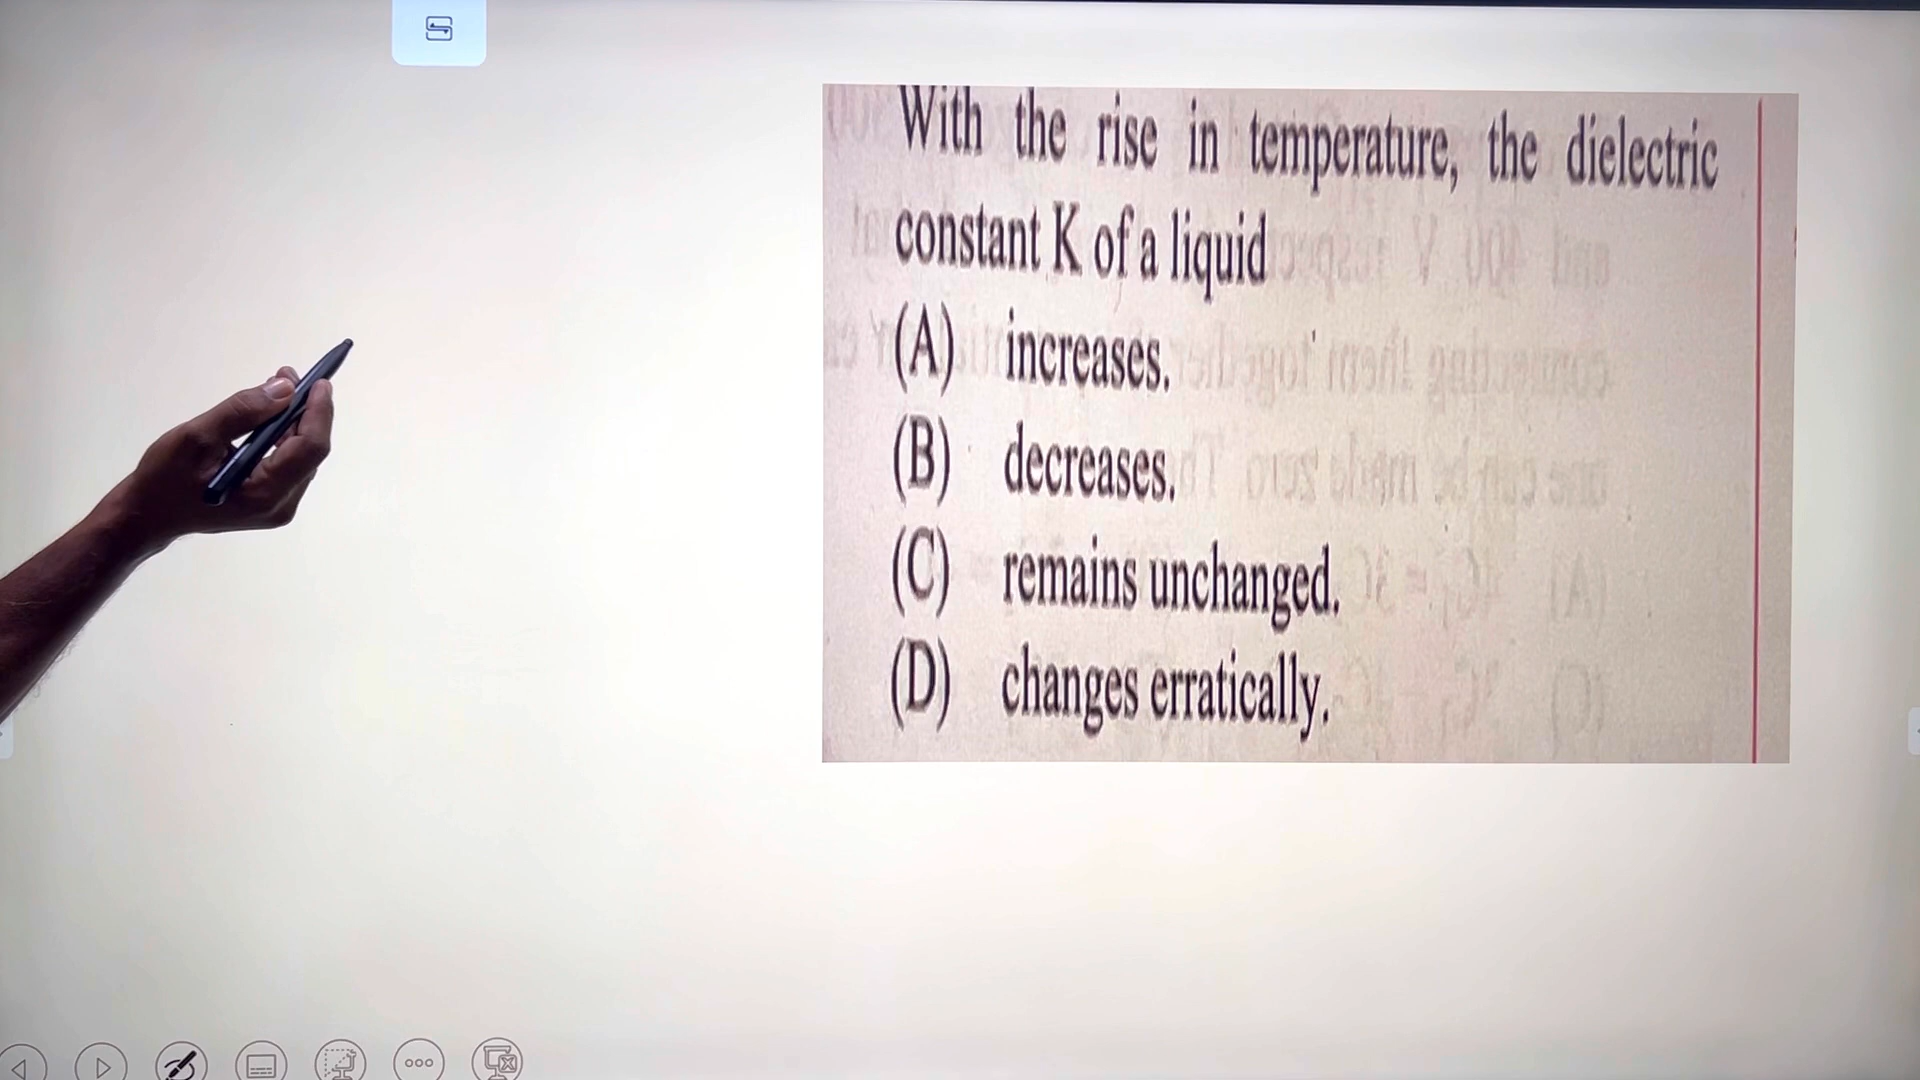 With the rise in temperature, the dielectric
constant K of a liquid
(A) increases.
(B) decreases.
(C) remains unchanged.
(D) changes erratically.